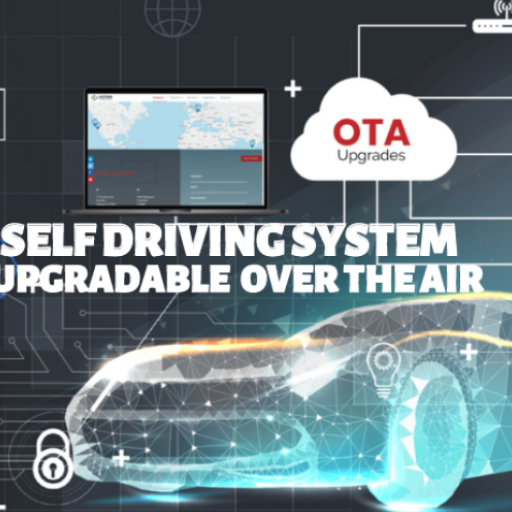 OTA
Upgrades
SELF DRIVING SYSTEM
UPGRADABLE OVER THE AIR